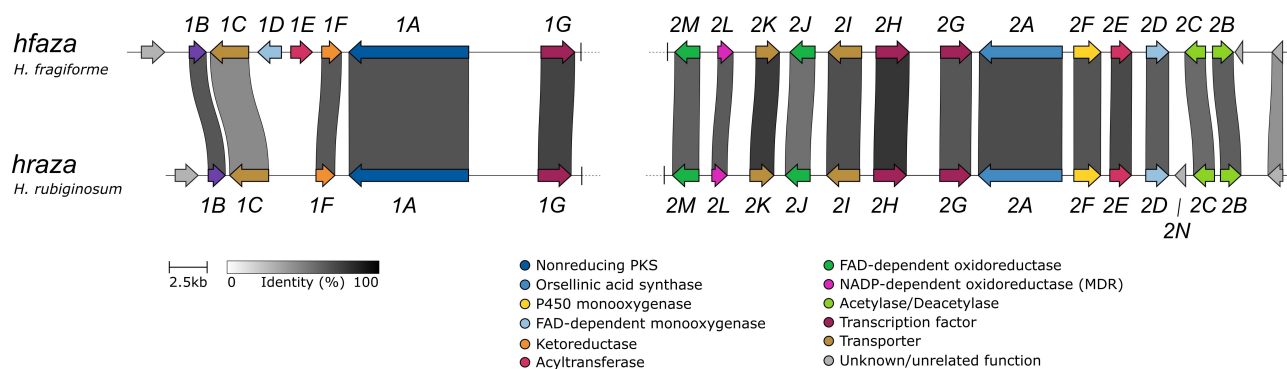 1B 1C 1D 1E 1F 1A 1G 2M 2L 2K 2J 2I 2H 2G 2A 2F 2E 2D 2C 2B
hfaza
H. fragiforme
hraza
H. rubiginosum
1B 1C 1F 1A 1G 2M 2L 2K 2J 2I 2H 2G 2A 2F 2E 2D 2C 2B
2N
2.5kb
0 Identity (%) 100
Nonreducing PKS
Orsellinic acid synthase
P450 monooxygenase
FAD-dependent monooxygenase
Ketoreductase
Acyltransferase
FAD-dependent oxidoreductase
NADP-dependent oxidoreductase (MDR)
Acetylase/Deacetylase
Transcription factor
Transporter
Unknown/unrelated function